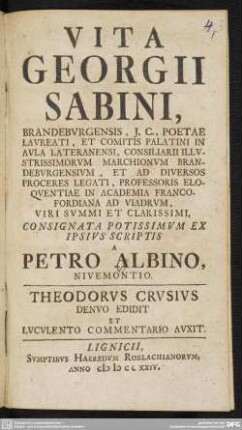 4.
VITA
GEORGII
SABINI,
BRANDEBVRGENSIS, J. C., POETAE
LAVREATI, ET COMITIS PALATINI IN
AVLA LATERANENSI, CONSILIARII ILLV-
STRISSIMORVM MARCHIONVM BRAN-
DEBVRGENSIVM, ET AD DIVERSOS
PROCERES LEGATI, PROFESSORIS ELO-
QVENTIAE IN ACADEMIA FRANCO-
FORDIANA AD VIADRVM,
VIRI SVMMI ET CLARISSIMI,
CONSIGNATA POTISSIMVM EX
IPSIVS SCRIPTIS
A
PETRO ALBINO,
NIVEMONTIO.
THEODORVS CRVSIVS
DENVO EDIDIT
ET
LVCVLENTO COMMENTARIO AVXIT.
LIGNICII,
SVMPTIBVS HAEREDVM ROHLACHIANORVM,
ANNO CIↃ IↃ CC XXIV.